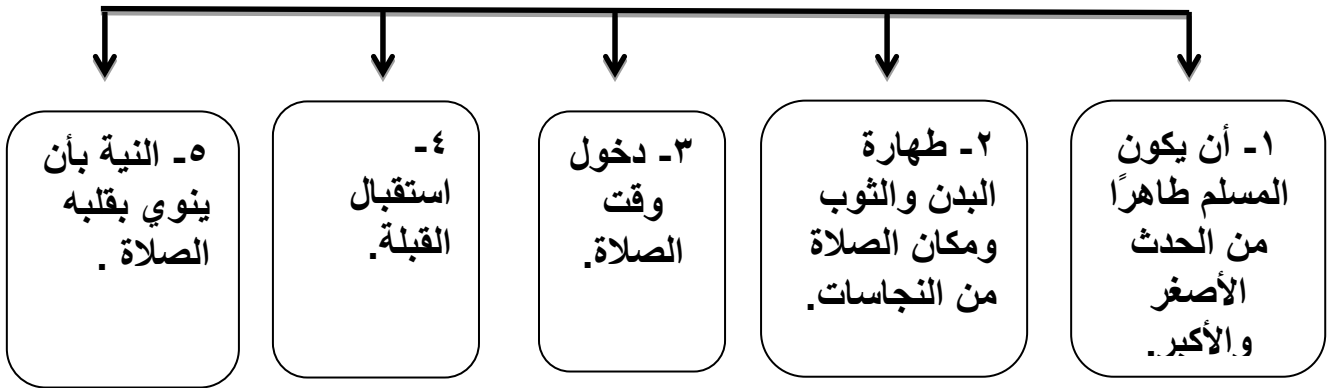 ١- أن يكون
المسلم طاهرًا
من الحدث
الأصغر
والأكبر.
٢- طهارة
البدن والثوب
ومكان الصلاة
من النجاسات.
٣- دخول
وقت
الصلاة.
٤-
استقبال
القبلة.
٥- النية بأن
ينوي بقلبه
الصلاة .